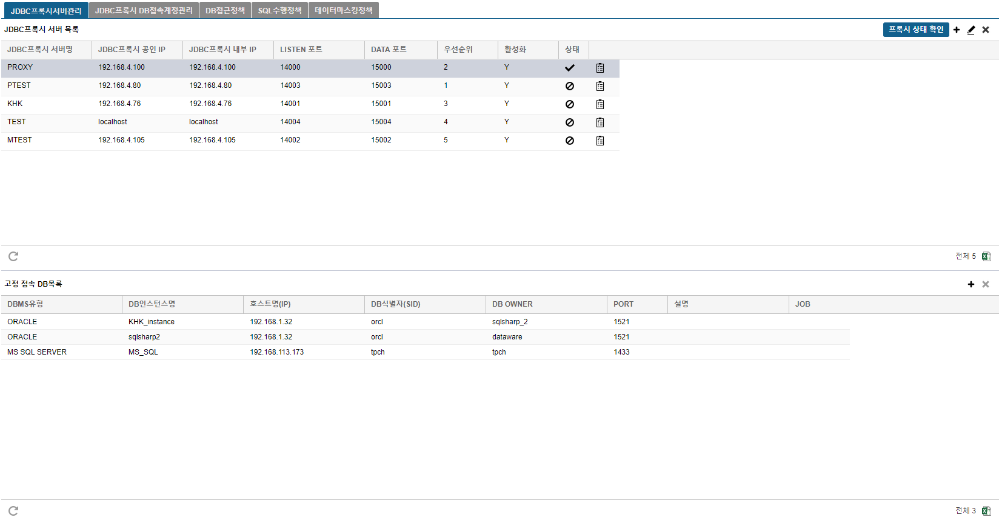 JDBC프록시서버관리 JDBC프록시 DB접속계정관리 DB접근정책 SQL수행정책 데이터마스킹정책
JDBC프록시 서버 목록 프록시 상태 확인
JDBC프록시 서버명 JDBC프록시 공인 IP JDBC프록시 내부 IP LISTEN 포트 DATA 포트 우선순위 활성화 상태
PROXY 192.168.4.100 192.168.4.100 14000 15000 2 Y
PTEST 192.168.4.80 192.168.4.80 14003 15003 1 Y
KHK 192.168.4.76 192.168.4.76 14001 15001 3 Y
TEST localhost localhost 14004 15004 4 Y
MTEST 192.168.4.105 192.168.4.105 14002 15002 5 Y
전체 5
고정 접속 DB목록
DBMS유형 DB인스턴스명 호스트명(IP) DB식별자(SID) DB OWNER PORT 설명 JOB
ORACLE KHK_instance 192.168.1.32 orcl sqlsharp_2 1521
ORACLE sqlsharp2 192.168.1.32 orcl dataware 1521
MS SQL SERVER MS_SQL 192.168.113.173 tpch tpch 1433
전체 3